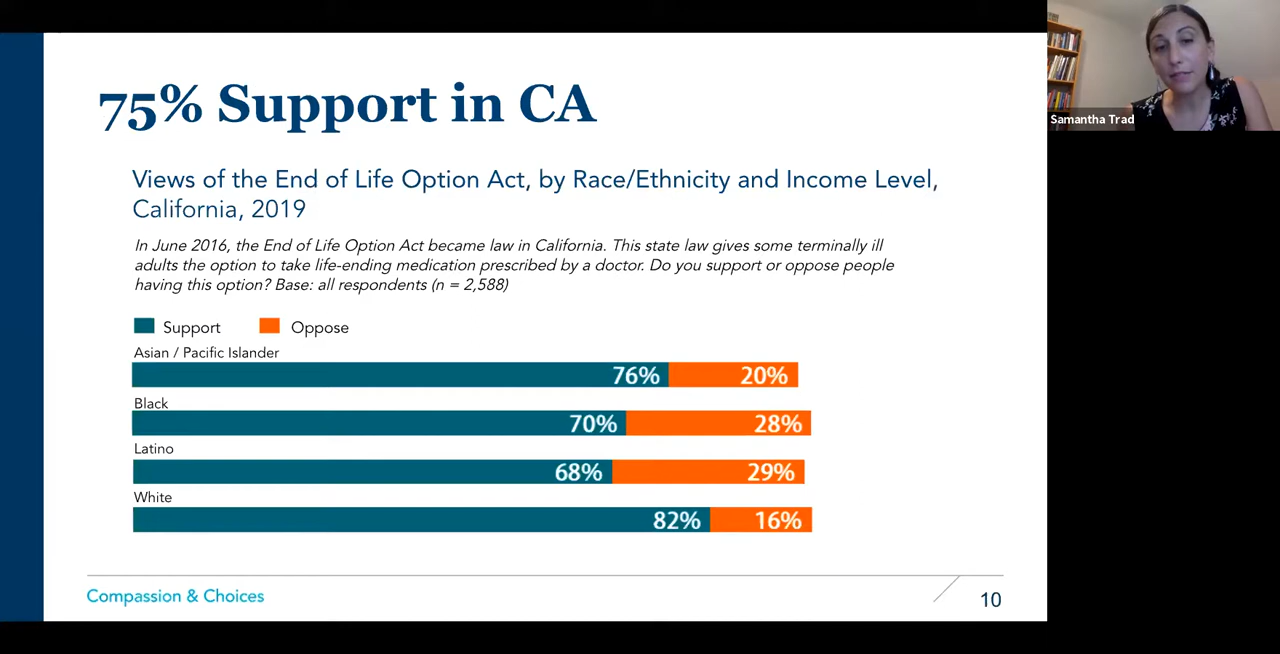 75% Support in CA
Samantha Trad
Views of the End of Life Option Act, by Race/Ethnicity and Income Level,
California, 2019
In June 2016, the End of Life Option Act became law in California. This state law gives some terminally ill
adults the option to take life-ending medication prescribed by a doctor. Do you support or oppose people
having this option? Base: all respondents (n = 2,588)
Support Oppose
Asian / Pacific Islander
76% 20%
Black
70% 28%
Latino
68% 29%
White
82% 16%
Compassion & Choices
10